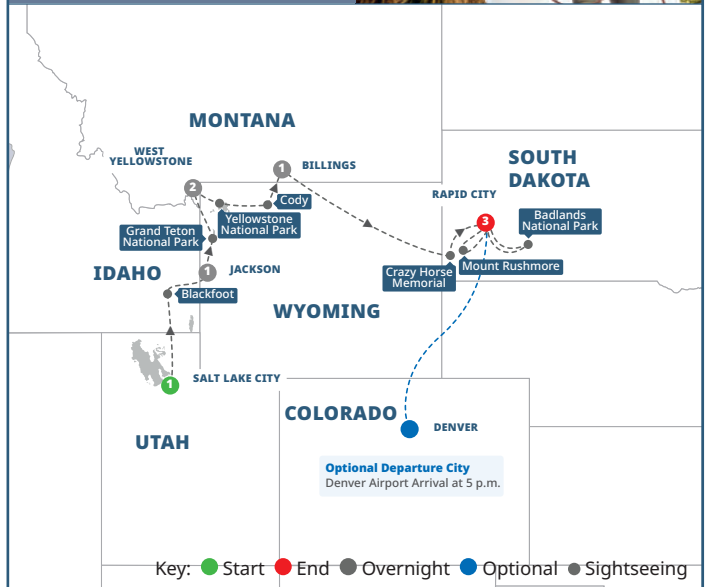 MONTANA
WEST
YELLOWSTONE
2
1
BILLINGS
SOUTH
DAKOTA
RAPID CITY
3
Cody
Yellowstone
National Park
Badlands
National Park
Grand Teton
National Park
Mount Rushmore
Crazy Horse
Memorial
IDAHO
1
JACKSON
Blackfoot
WYOMING
1
SALT LAKE CITY
COLORADO
UTAH
DENVER
Optional Departure City
Denver Airport Arrival at 5 p.m.
Key: Start End Overnight Optional Sightseeing